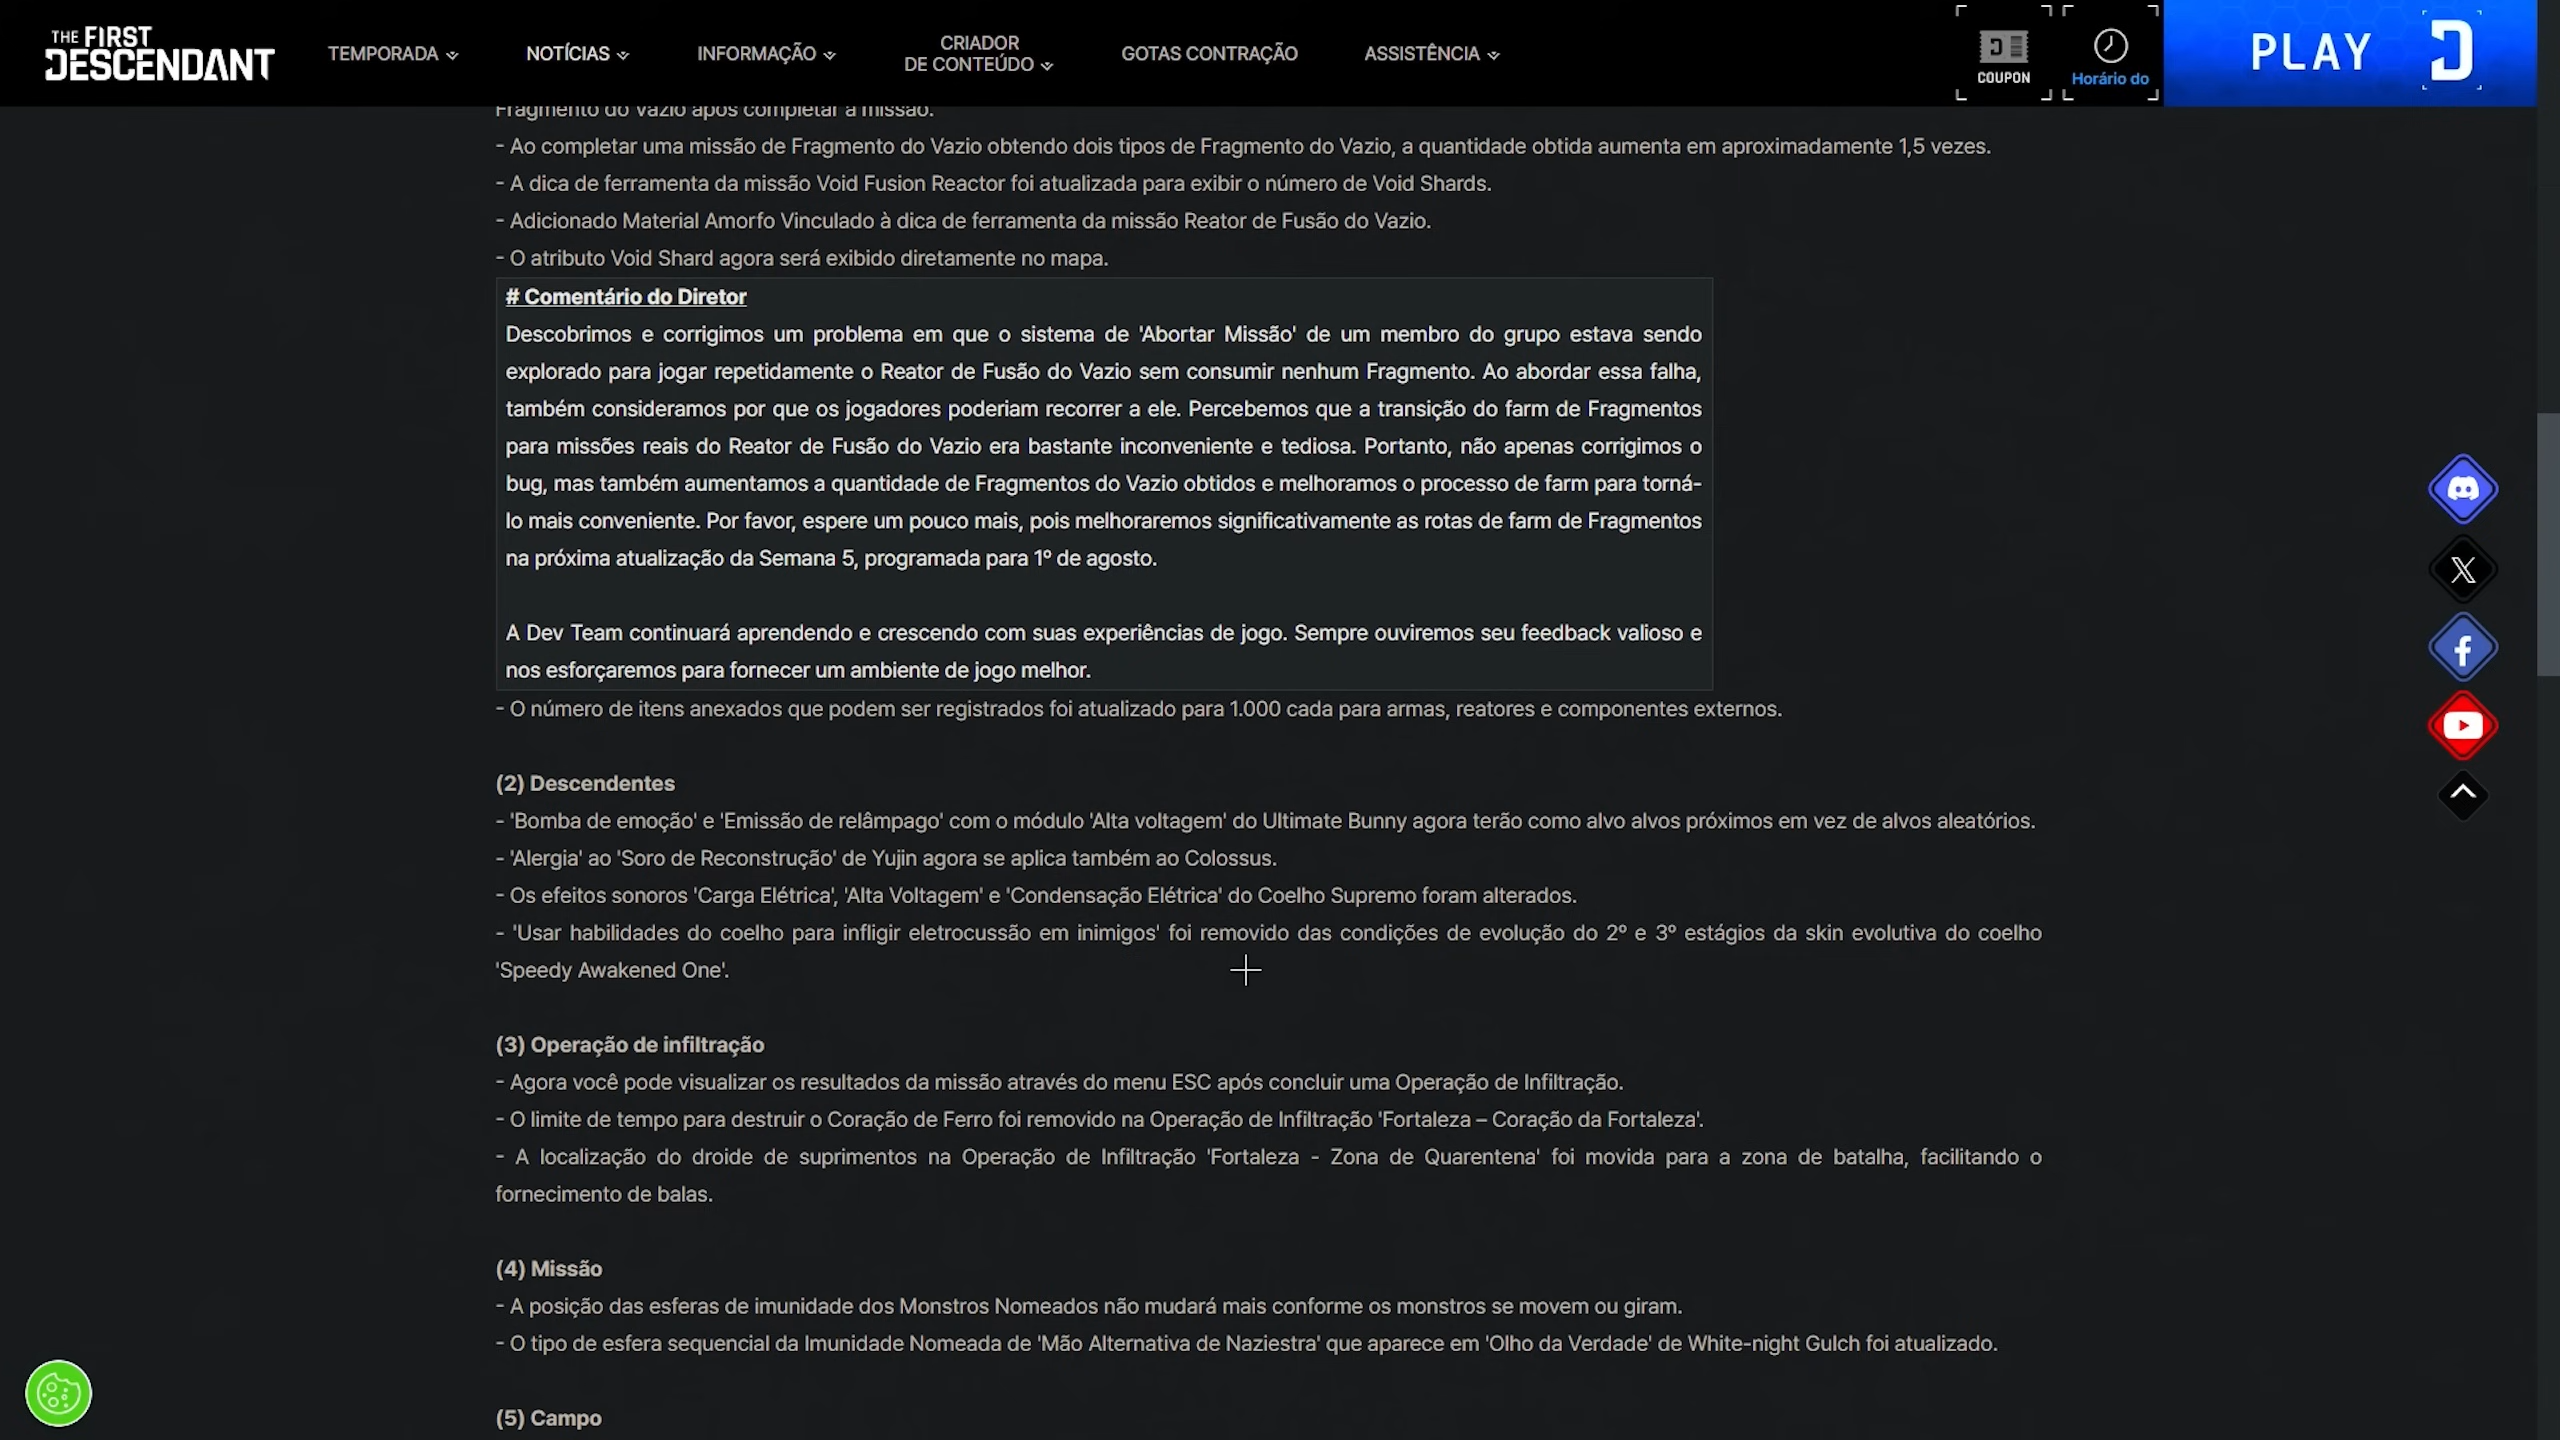 THE FIRST
DESCENDANT
TEMPORADA
NOTÍCIAS
INFORMAÇÃO
CRIADOR
DE CONTEÚDO
GOTAS CONTRAÇÃO
ASSISTÊNCIA
COUPON
Horário do
PLAY
Fragmento do Vazio após completar a missão.
- Ao completar uma missão de Fragmento do Vazio obtendo dois tipos de Fragmento do Vazio, a quantidade obtida aumenta em aproximadamente 1,5 vezes.
- A dica de ferramenta da missão Void Fusion Reactor foi atualizada para exibir o número de Void Shards.
- Adicionado Material Amorfo Vinculado à dica de ferramenta da missão Reator de Fusão do Vazio.
- O atributo Void Shard agora será exibido diretamente no mapa.
# Comentário do Diretor
Descobrimos e corrigimos um problema em que o sistema de 'Abortar Missão' de um membro do grupo estava sendo
explorado para jogar repetidamente o Reator de Fusão do Vazio sem consumir nenhum Fragmento. Ao abordar essa falha,
também consideramos por que os jogadores poderiam recorrer a ele. Percebemos que a transição do farm de Fragmentos
para missões reais do Reator de Fusão do Vazio era bastante inconveniente e tediosa. Portanto, não apenas corrigimos o
bug, mas também aumentamos a quantidade de Fragmentos do Vazio obtidos e melhoramos o processo de farm para torná-
lo mais conveniente. Por favor, espere um pouco mais, pois melhoraremos significativamente as rotas de farm de Fragmentos
na próxima atualização da Semana 5, programada para 1º de agosto.
A Dev Team continuará aprendendo e crescendo com suas experiências de jogo. Sempre ouviremos seu feedback valioso e
nos esforçaremos para fornecer um ambiente de jogo melhor.
- O número de itens anexados que podem ser registrados foi atualizado para 1.000 cada para armas, reatores e componentes externos.
(2) Descendentes
- 'Bomba de emoção' e 'Emissão de relâmpago' com o módulo 'Alta voltagem' do Ultimate Bunny agora terão como alvo alvos próximos em vez de alvos aleatórios.
- 'Alergia' ao 'Soro de Reconstrução' de Yujin agora se aplica também ao Colossus.
- Os efeitos sonoros 'Carga Elétrica', 'Alta Voltagem' e 'Condensação Elétrica' do Coelho Supremo foram alterados.
- 'Usar habilidades do coelho para infligir eletrocussão em inimigos' foi removido das condições de evolução do 2º e 3º estágios da skin evolutiva do coelho
'Speedy Awakened One'.
(3) Operação de infiltração
- Agora você pode visualizar os resultados da missão através do menu ESC após concluir uma Operação de Infiltração.
- O limite de tempo para destruir o Coração de Ferro foi removido na Operação de Infiltração 'Fortaleza – Coração da Fortaleza'.
- A localização do droide de suprimentos na Operação de Infiltração 'Fortaleza - Zona de Quarentena' foi movida para a zona de batalha, facilitando o
fornecimento de balas.
(4) Missão
- A posição das esferas de imunidade dos Monstros Nomeados não mudará mais conforme os monstros se movem ou giram.
- O tipo de esfera sequencial da Imunidade Nomeada de 'Mão Alternativa de Naziestra' que aparece em 'Olho da Verdade' de White-night Gulch foi atualizado.
(5) Campo